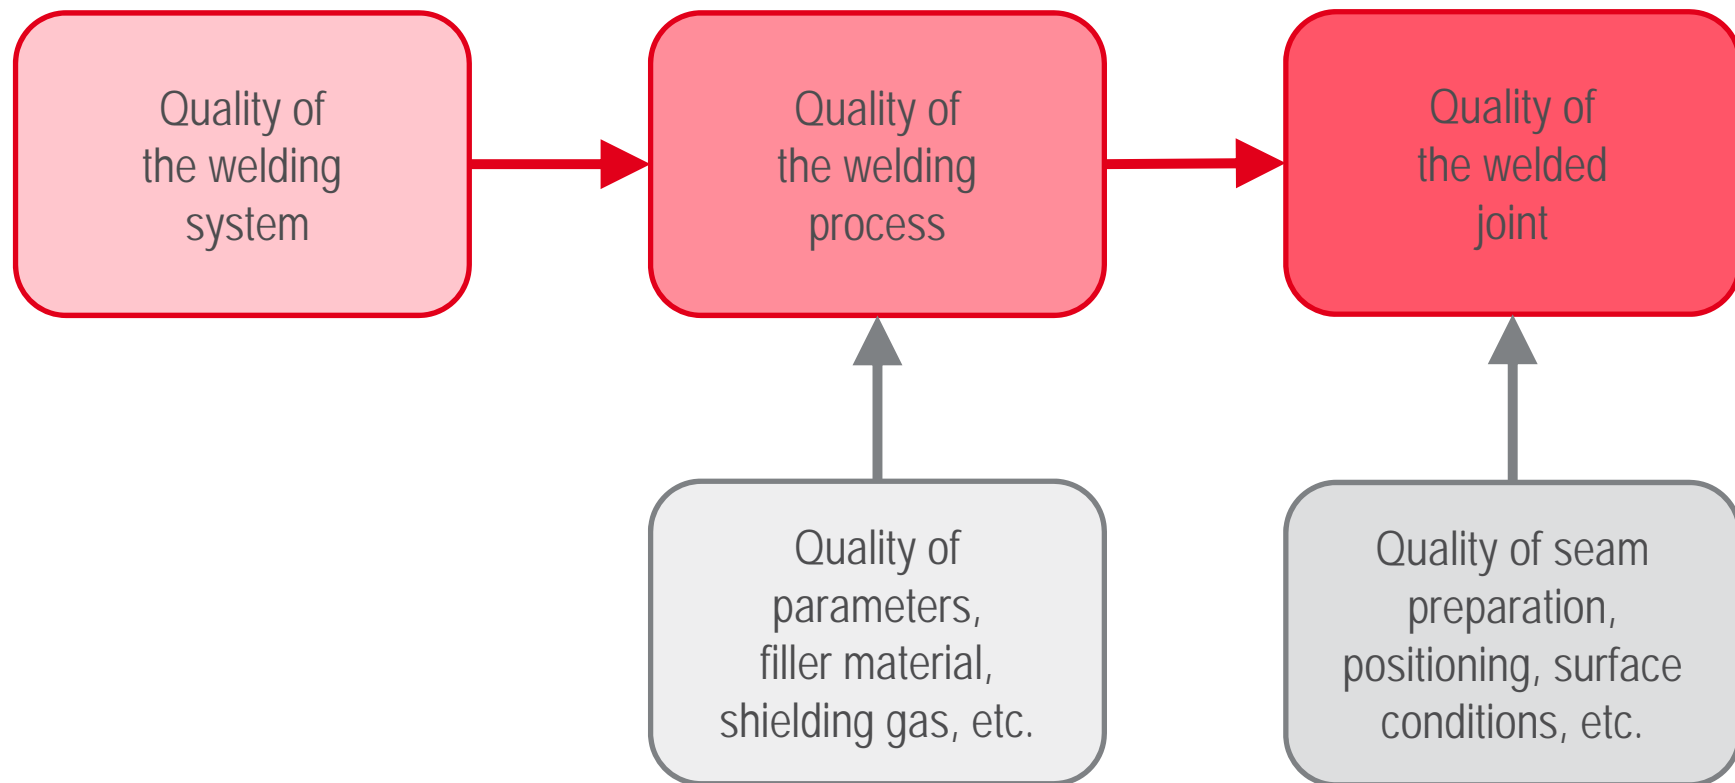 Quality of
the welding
system
Quality of
the welding
process
Quality of
the welded
joint
Quality of
parameters,
filler material,
shielding gas, etc.
Quality of seam
preparation,
positioning, surface
conditions, etc.